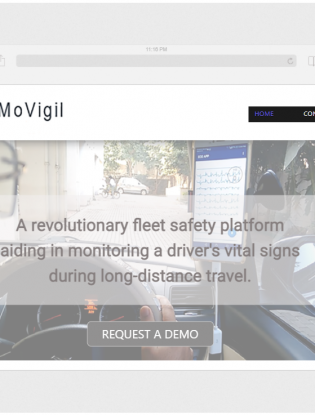 11:15 PM
MoVigil
HOME
A revolutionary fleet safety platform
aiding in monitoring a driver's vital signs
during long-distance travel.
REQUEST A DEMO